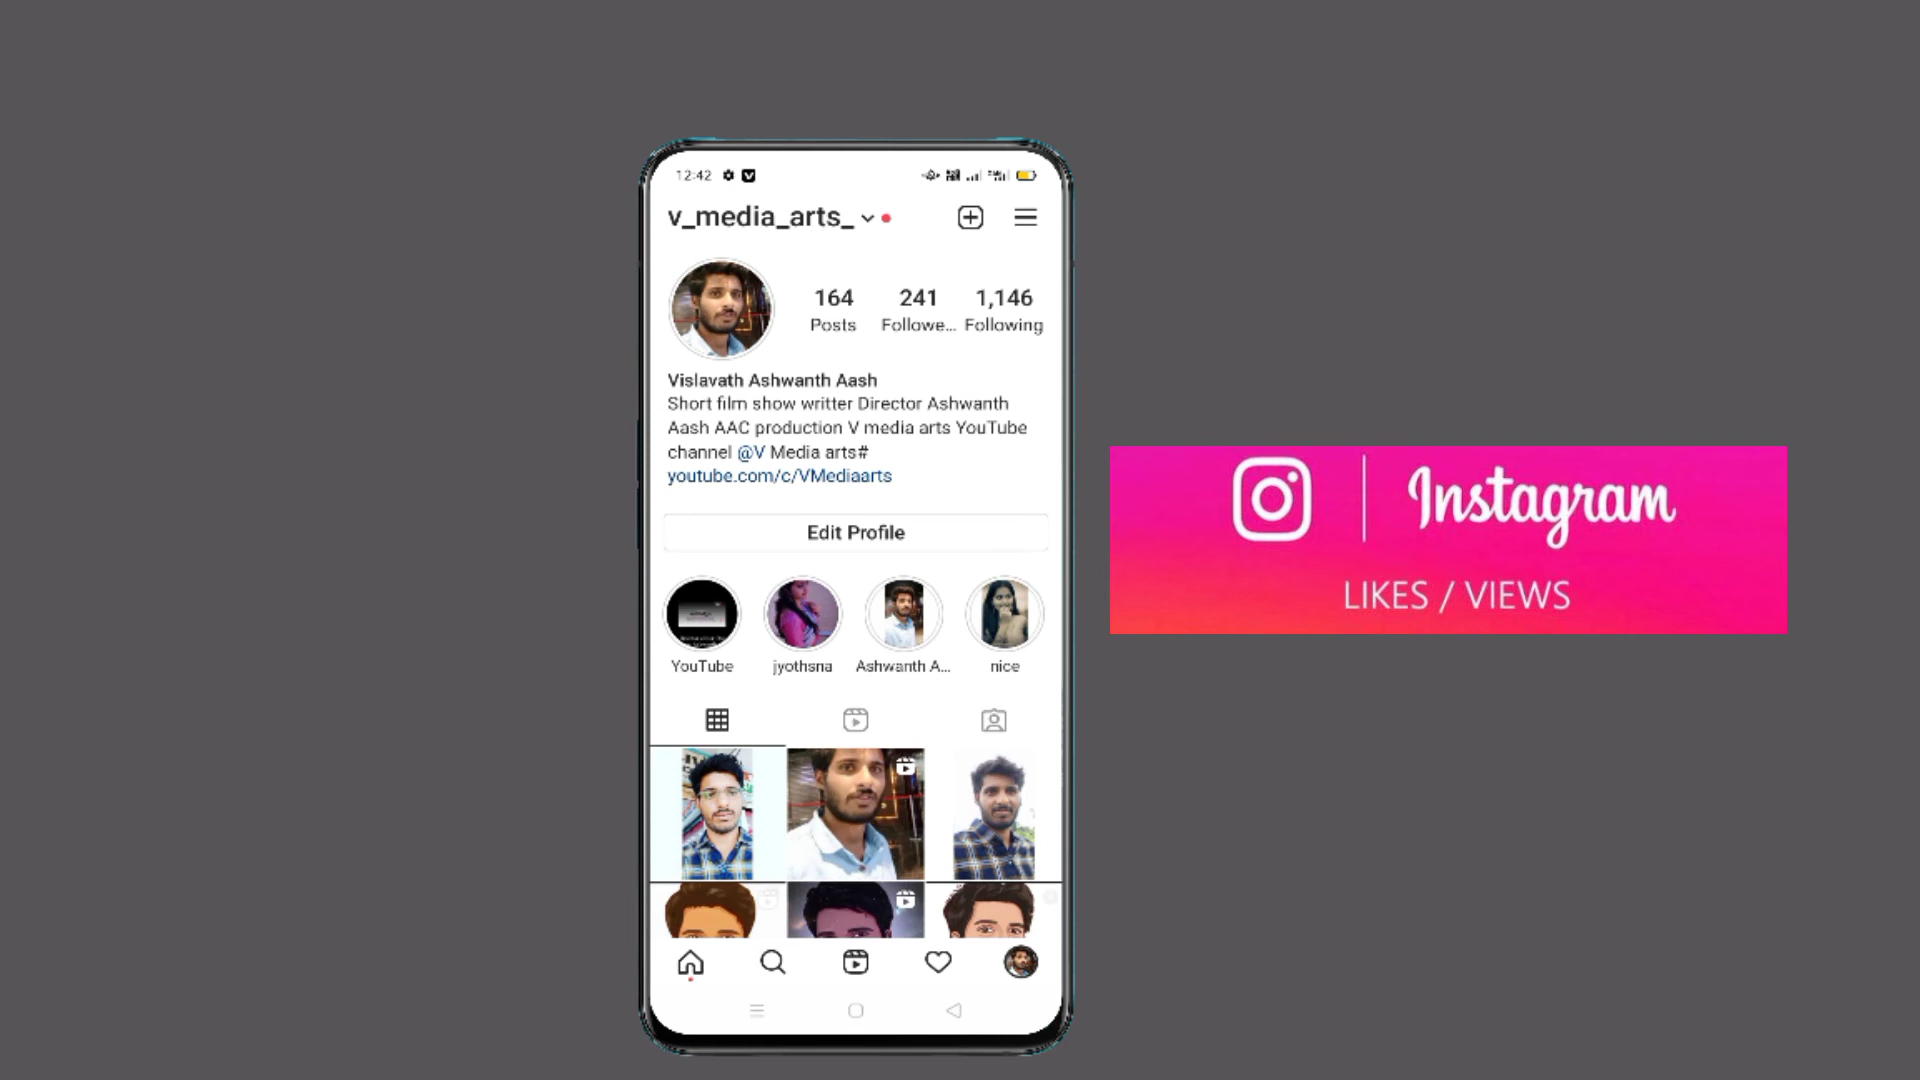 12:42
v_media_arts_
164 241 1,146
Posts Followe... Following
Vislavath Ashwanth Aash
Short film show writter Director Ashwanth
Aash AAC production V media arts YouTube
channel @V Media arts#
youtube.com/c/VMediaarts
Edit Profile
YouTube jyothsna Ashwanth A... nice
Instagram
LIKES / VIEWS